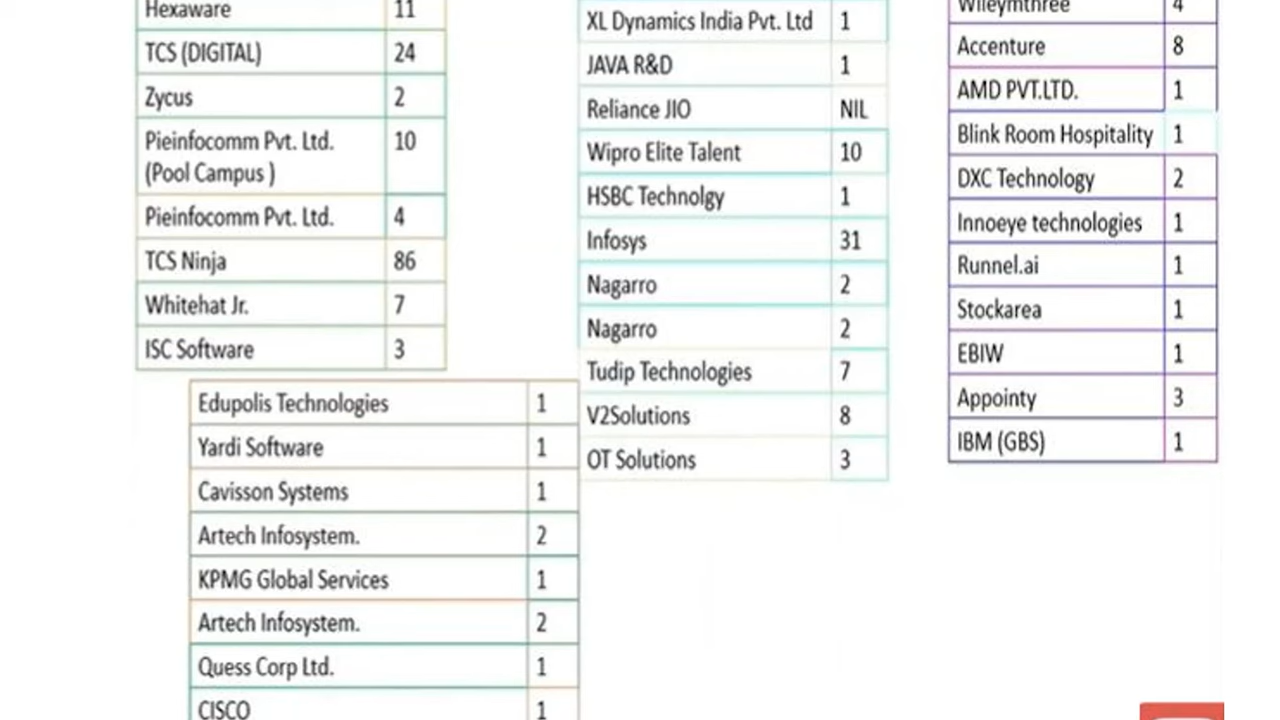 Hexaware 11
TCS (DIGITAL) 24
Zycus 2
Pieinfocomm Pvt. Ltd. 10
(Pool Campus )
Pieinfocomm Pvt. Ltd. 4
TCS Ninja 86
Whitehat Jr. 7
ISC Software 3
Edupolis Technologies 1
Yardi Software 1
Cavisson Systems 1
Artech Infosystem. 2
KPMG Global Services 1
Artech Infosystem. 2
Quess Corp Ltd. 1
CISCO 1
XL Dynamics India Pvt. Ltd 1
JAVA R&D 1
Reliance JIO NIL
Wipro Elite Talent 10
HSBC Technolgy 1
Infosys 31
Nagarro 2
Nagarro 2
Tudip Technologies 7
V2Solutions 8
OT Solutions 3
Wileymthree 4
Accenture 8
AMD PVT.LTD. 1
Blink Room Hospitality 1
DXC Technology 2
Innoeye technologies 1
Runnel.ai 1
Stockarea 1
EBIW 1
Appointy 3
IBM (GBS) 1